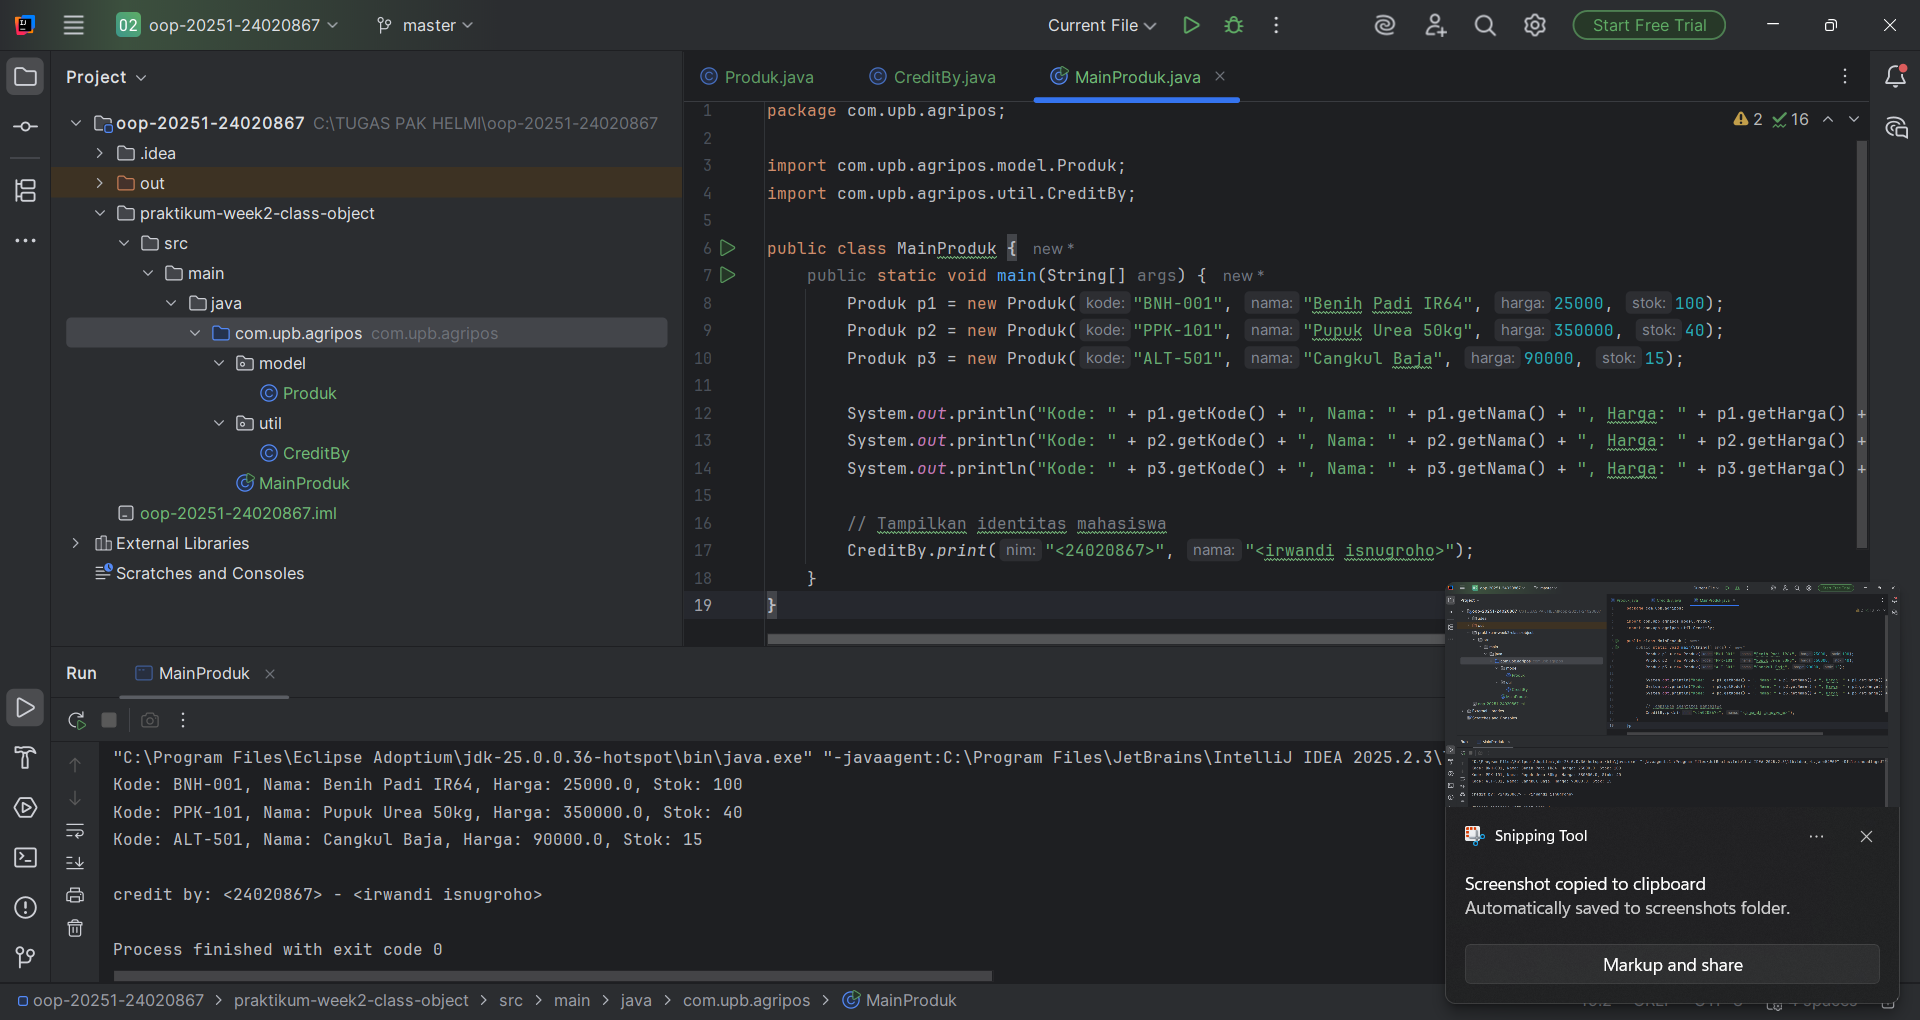 02 oop-20251-24020867 master Current File Start Free Trial
Project
oop-20251-24020867 C:\TUGAS PAK HELMI\oop-20251-24020867
.idea
out
praktikum-week2-class-object
src
main
java
com.upb.agripos com.upb.agripos
model
Produk
util
CreditBy
MainProduk
oop-20251-24020867.iml
External Libraries
Scratches and Consoles
Produk.java CreditBy.java MainProduk.java
2 16
1 package com.upb.agripos;
2
3 import com.upb.agripos.model.Produk;
4 import com.upb.agripos.util.CreditBy;
5
6 public class MainProduk { new *
7 public static void main(String[] args) { new *
8 Produk p1 = new Produk( kode: "BNH-001", nama: "Benih Padi IR64", harga: 25000, stok: 100);
9 Produk p2 = new Produk( kode: "PPK-101", nama: "Pupuk Urea 50kg", harga: 350000, stok: 40);
10 Produk p3 = new Produk( kode: "ALT-501", nama: "Cangkul Baja", harga: 90000, stok: 15);
11
12 System.out.println("Kode: " + p1.getKode() + ", Nama: " + p1.getNama() + ", Harga: " + p1.getHarga() +
13 System.out.println("Kode: " + p2.getKode() + ", Nama: " + p2.getNama() + ", Harga: " + p2.getHarga() +
14 System.out.println("Kode: " + p3.getKode() + ", Nama: " + p3.getNama() + ", Harga: " + p3.getHarga() +
15
16 // Tampilkan identitas mahasiswa
17 CreditBy.print( nim: "<24020867>", nama: "<irwandi isnugroho>");
18 }
19 }
Run MainProduk
"C:\Program Files\Eclipse Adoptium\jdk-25.0.0.36-hotspot\bin\java.exe" "-javaagent:C:\Program Files\JetBrains\IntelliJ IDEA 2025.2.3\
Kode: BNH-001, Nama: Benih Padi IR64, Harga: 25000.0, Stok: 100
Kode: PPK-101, Nama: Pupuk Urea 50kg, Harga: 350000.0, Stok: 40
Kode: ALT-501, Nama: Cangkul Baja, Harga: 90000.0, Stok: 15
credit by: <24020867> - <irwandi isnugroho>
Process finished with exit code 0
Snipping Tool
Screenshot copied to clipboard
Automatically saved to screenshots folder.
Markup and share
oop-20251-24020867 > praktikum-week2-class-object > src > main > java > com.upb.agripos > MainProduk